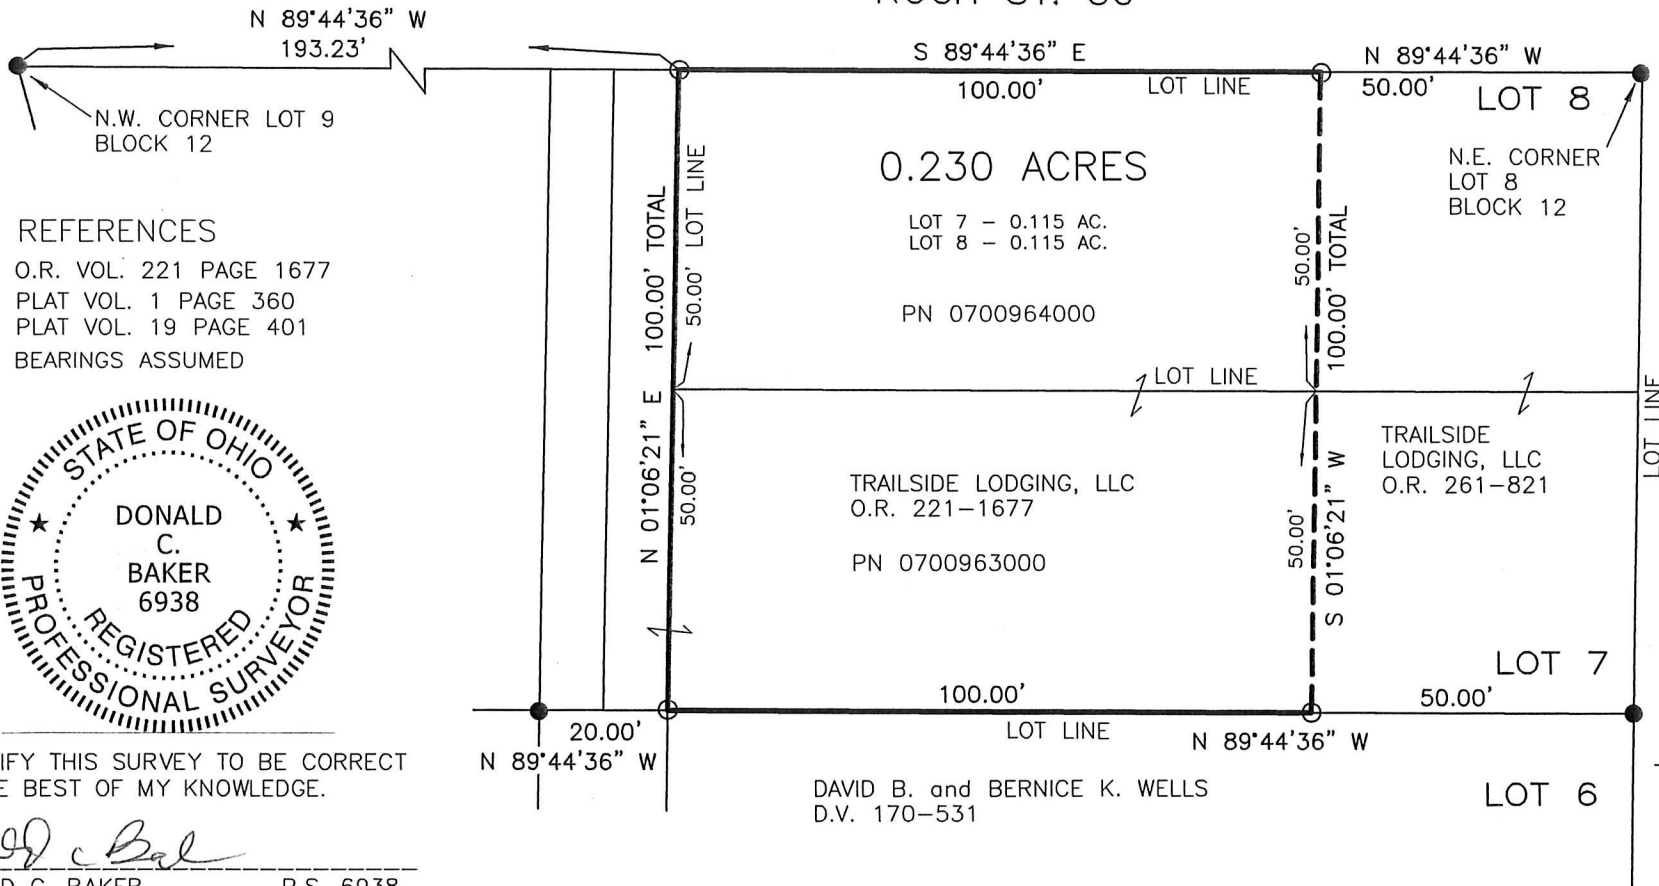 N 89°44'36" W
193.23'
S 89°44'36" E
100.00'
LOT LINE
N 89°44'36" W
50.00'
LOT 8
N.W. CORNER LOT 9
BLOCK 12
N.E. CORNER
LOT 8
BLOCK 12
0.230 ACRES
LOT 7 - 0.115 AC.
LOT 8 - 0.115 AC.
PN 0700964000
REFERENCES
O.R. VOL. 221 PAGE 1677
PLAT VOL. 1 PAGE 360
PLAT VOL. 19 PAGE 401
BEARINGS ASSUMED
N 01°06'21" E 100.00' TOTAL
50.00' LOT LINE
50.00'
50.00'
100.00' TOTAL
LOT LINE
50.00'
S 01°06'21" W
LOT LINE
TRAILSIDE LODGING, LLC
O.R. 221-1677
PN 0700963000
TRAILSIDE
LODGING, LLC
O.R. 261-821
STATE OF OHIO
DONALD
C.
BAKER
6938
REGISTERED
PROFESSIONAL SURVEYOR
LOT 7
100.00'
LOT LINE
50.00'
N 89°44'36" W
20.00'
N 89°44'36" W
IFY THIS SURVEY TO BE CORRECT
E BEST OF MY KNOWLEDGE.
DAVID B. and BERNICE K. WELLS
D.V. 170-531
LOT 6
D C. BAKER P.S. 6938